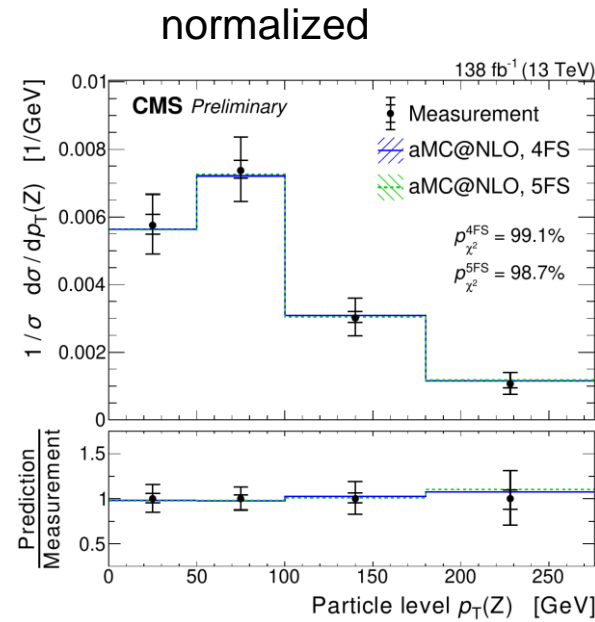 normalized
138 fb⁻¹ (13 TeV)
CMS Preliminary
Measurement
aMC@NLO, 4FS
aMC@NLO, 5FS
p^{4FS}_{χ²} = 99.1%
p^{5FS}_{χ²} = 98.7%
1 / σ dσ / dp_T(Z) [1/GeV]
0.01
0.008
0.006
0.004
0.002
0
Prediction
Measurement
1.5
1
0.5
0 50 100 150 200 250
Particle level p_T(Z) [GeV]